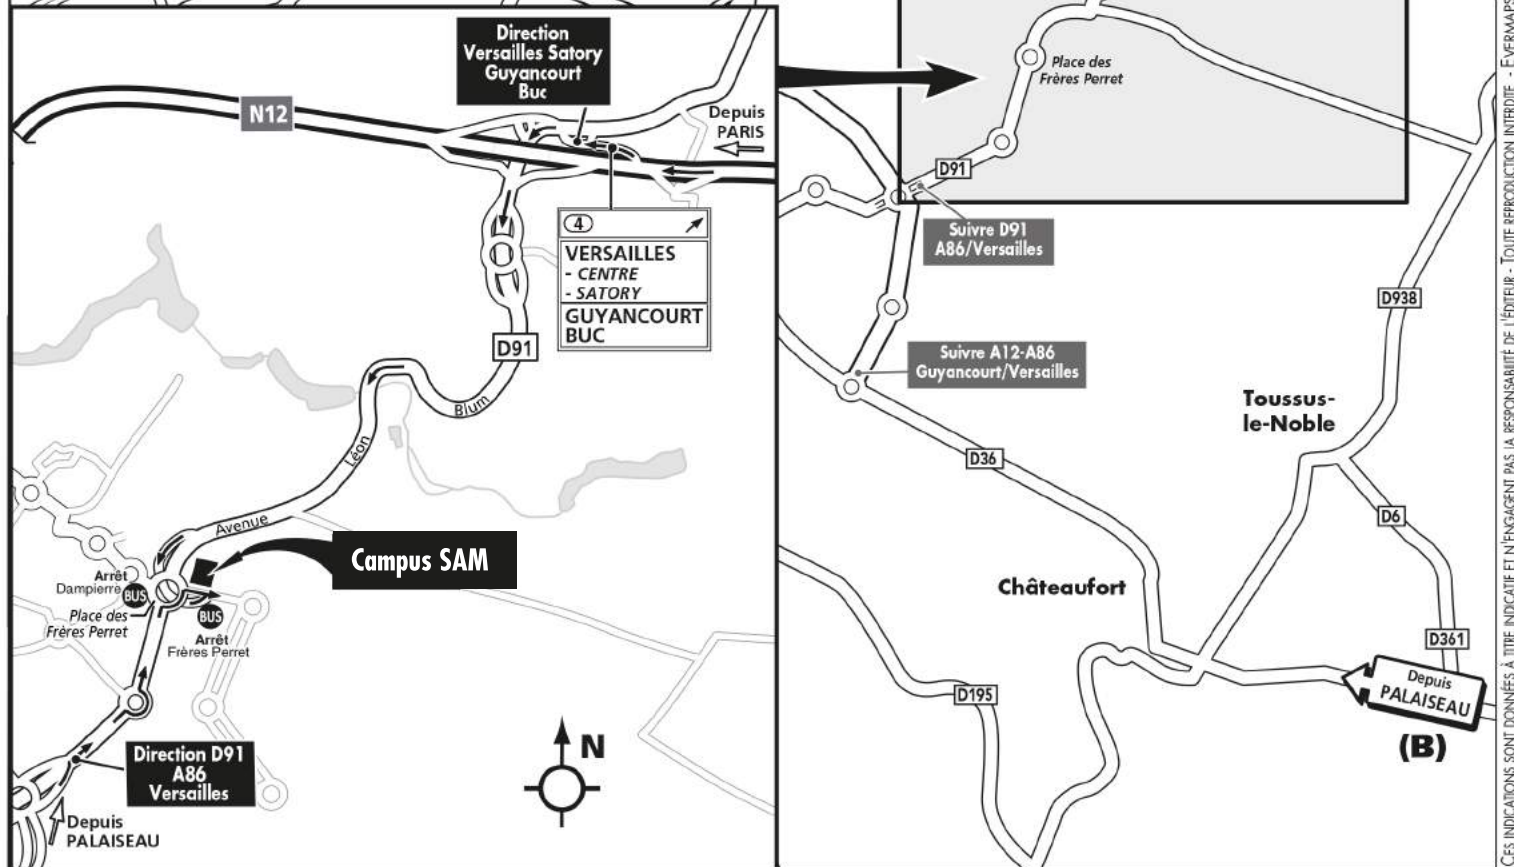 Direction
Versailles Satory
Guyancourt
Buc
N12
Depuis
PARIS
4
VERSAILLES
- CENTRE
- SATORY
GUYANCOURT
BUC
D91
Blum
Léon
Avenue
Campus SAM
Arrêt
Dampierre
BUS
Place des
Frères Perret
BUS
Arrêt
Frères Perret
Direction D91
A86
Versailles
Depuis
PALAISEAU
N
Place des
Frères Perret
D91
Suivre D91
A86/Versailles
D938
Suivre A12-A86
Guyancourt/Versailles
Toussus-
le-Noble
D36
D6
Châteaufort
D361
D195
Depuis
PALAISEAU
(B)
CES INDICATIONS SONT DONNÉES À TITRE INDICATIF ET N'ENGAGENT PAS LA RESPONSABILITÉ DE L'ÉDITEUR - TOUTE REPRODUCTION INTERDITE - EVERMAPS